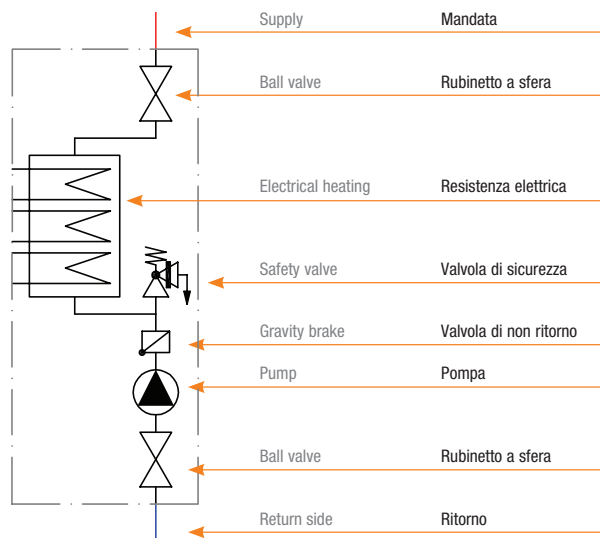 Supply Mandata
Ball valve Rubinetto a sfera
Electrical heating Resistenza elettrica
Safety valve Valvola di sicurezza
Gravity brake Valvola di non ritorno
Pump Pompa
Ball valve Rubinetto a sfera
Return side Ritorno